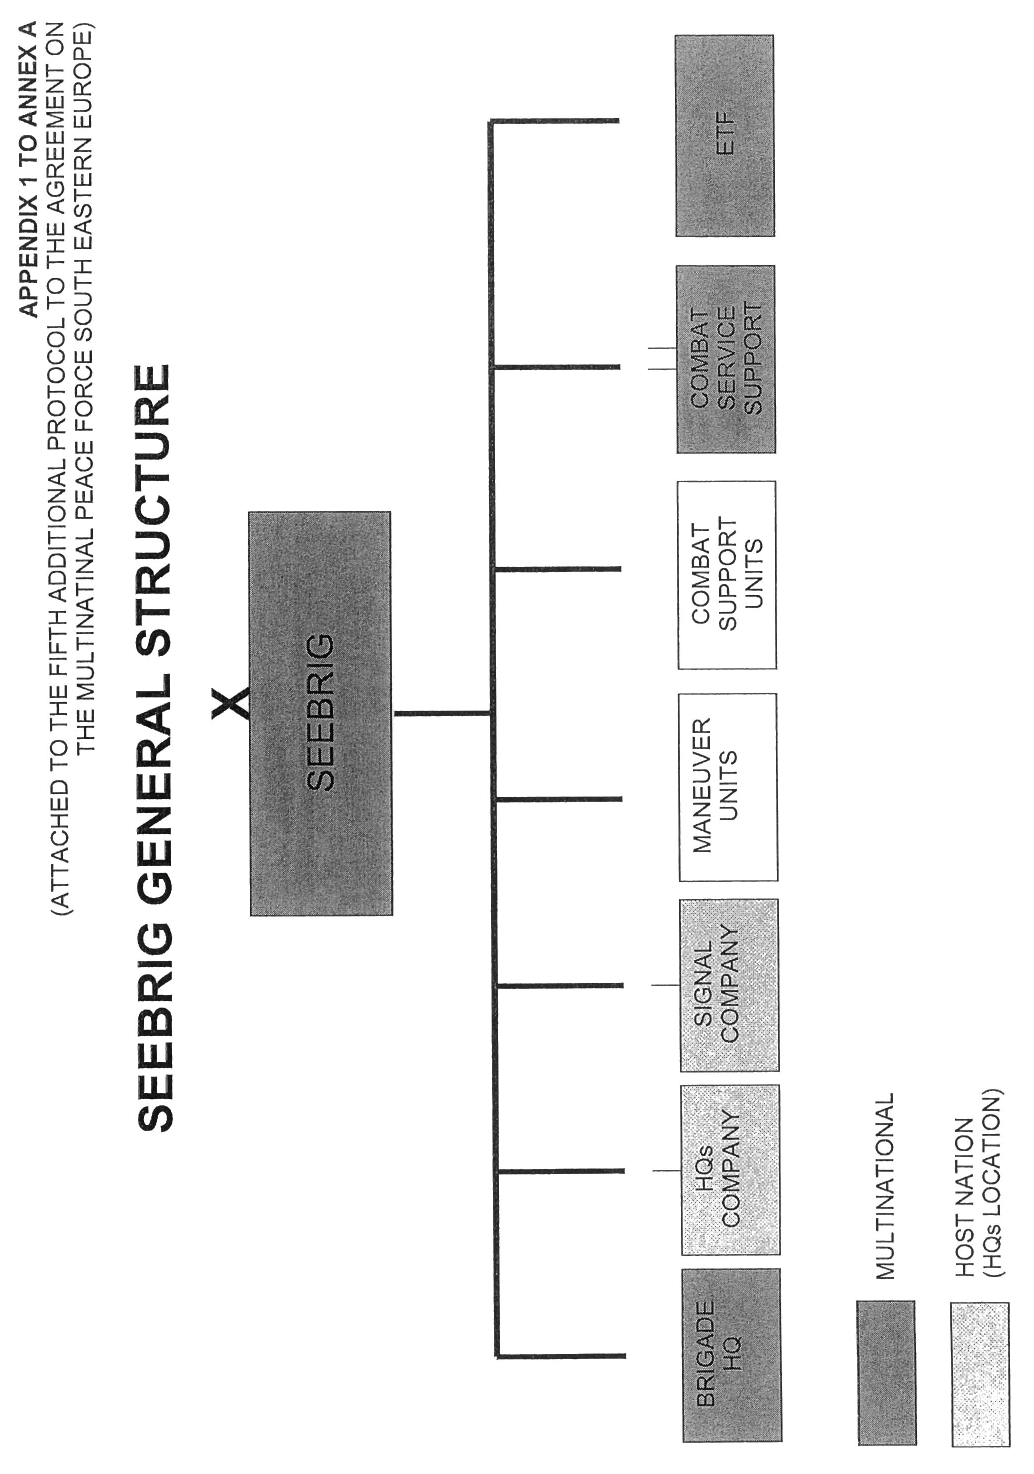 APPENDIX 1 TO ANNEX A
(ATTACHED TO THE FIFTH ADDITIONAL PROTOCOL TO THE AGREEMENT ON
THE MULTINATINAL PEACE FORCE SOUTH EASTERN EUROPE)
SEEBRIG GENERAL STRUCTURE
X
SEEBRIG
BRIGADE
HQ
HQs
COMPANY
SIGNAL
COMPANY
MANEUVER
UNITS
COMBAT
SUPPORT
UNITS
COMBAT
SERVICE
SUPPORT
ETF
MULTINATIONAL
HOST NATION
(HQs LOCATION)